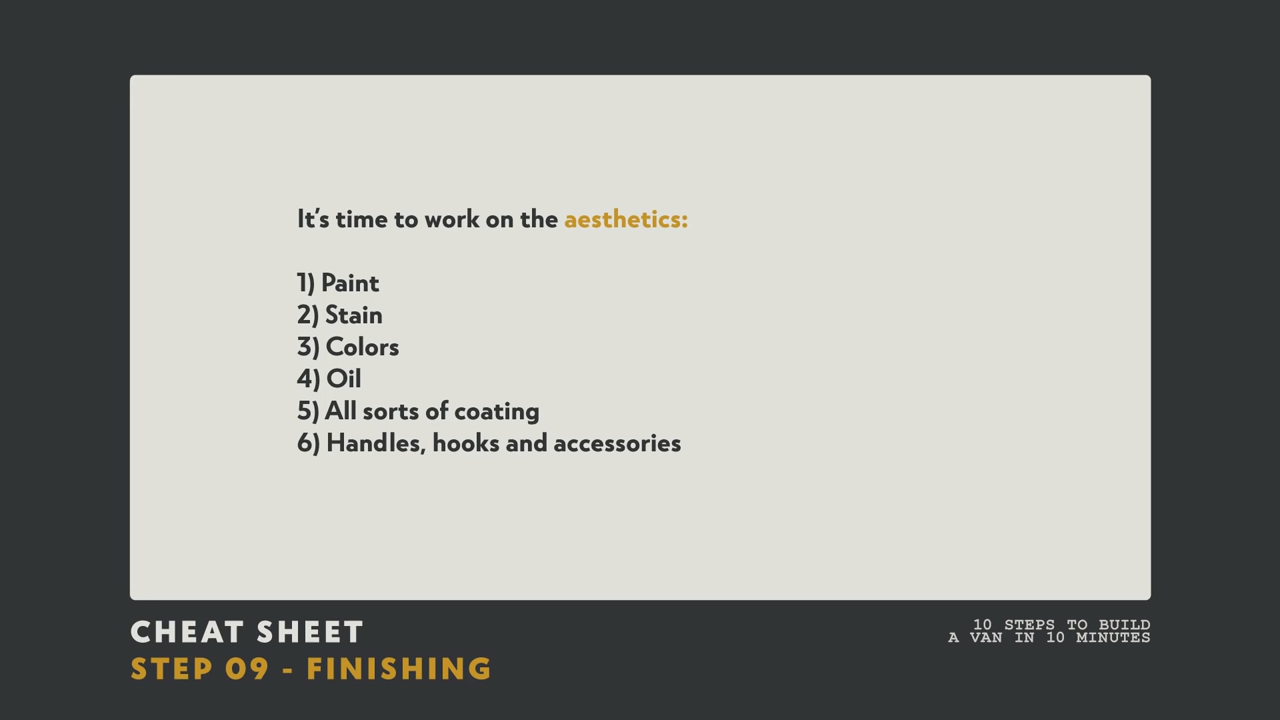 It's time to work on the aesthetics:
1) Paint
2) Stain
3) Colors
4) Oil
5) All sorts of coating
6) Handles, hooks and accessories
CHEAT SHEET
STEP 09 - FINISHING
10 STEPS TO BUILD
A VAN IN 10 MINUTES